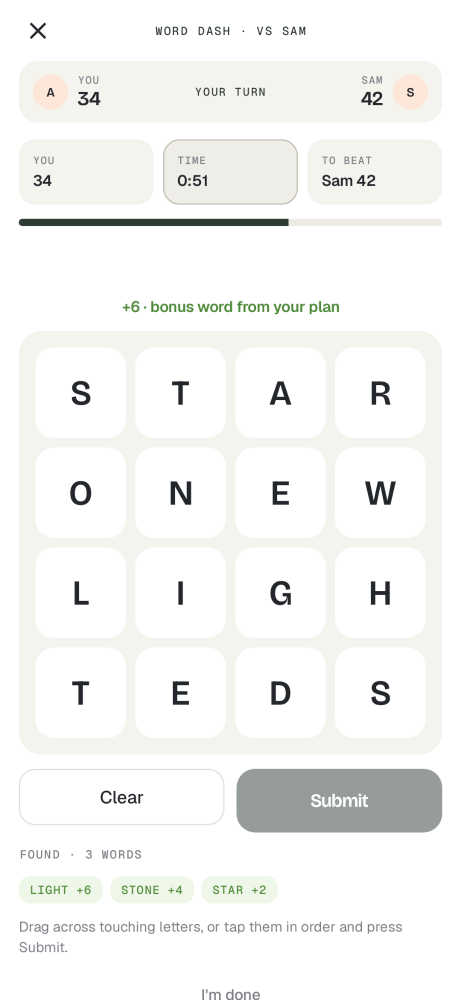 WORD DASH · VS SAM
A YOU 34 YOUR TURN SAM 42 S
YOU
34
TIME
0:51
TO BEAT
Sam 42
+6 · bonus word from your plan
S T A R
O N E W
L I G H
T E D S
Clear Submit
FOUND · 3 WORDS
LIGHT +6 STONE +4 STAR +2
Drag across touching letters, or tap them in order and press
Submit.
I'm done